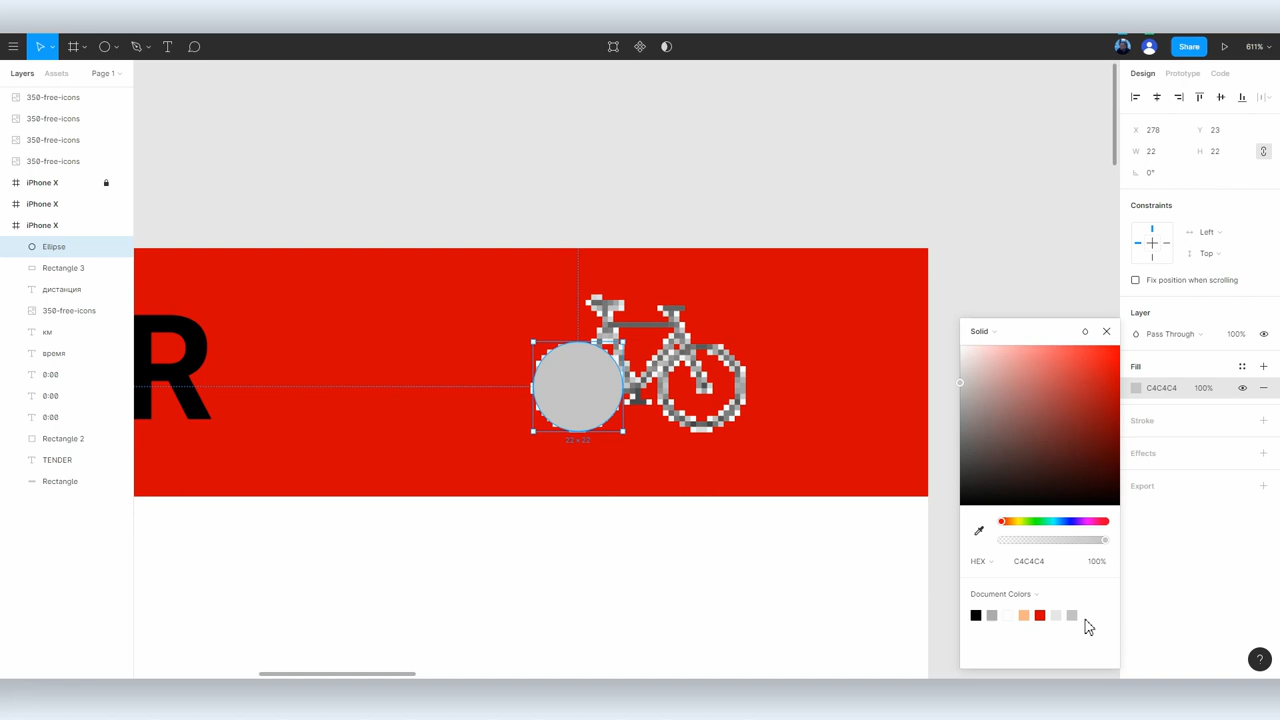 Share
611%
Layers
Assets
Page 1
350-free-icons
350-free-icons
350-free-icons
350-free-icons
iPhone X
iPhone X
iPhone X
Ellipse
Rectangle 3
дистанция
350-free-icons
км
время
0:00
0:00
0:00
Rectangle 2
TENDER
Rectangle
R
22 × 22
Design
Prototype
Code
X 278
Y 23
W 22
H 22
0°
Constraints
Left
Top
Fix position when scrolling
Layer
Pass Through
100%
Fill
C4C4C4
100%
Stroke
Effects
Export
Solid
HEX
C4C4C4
100%
Document Colors
?